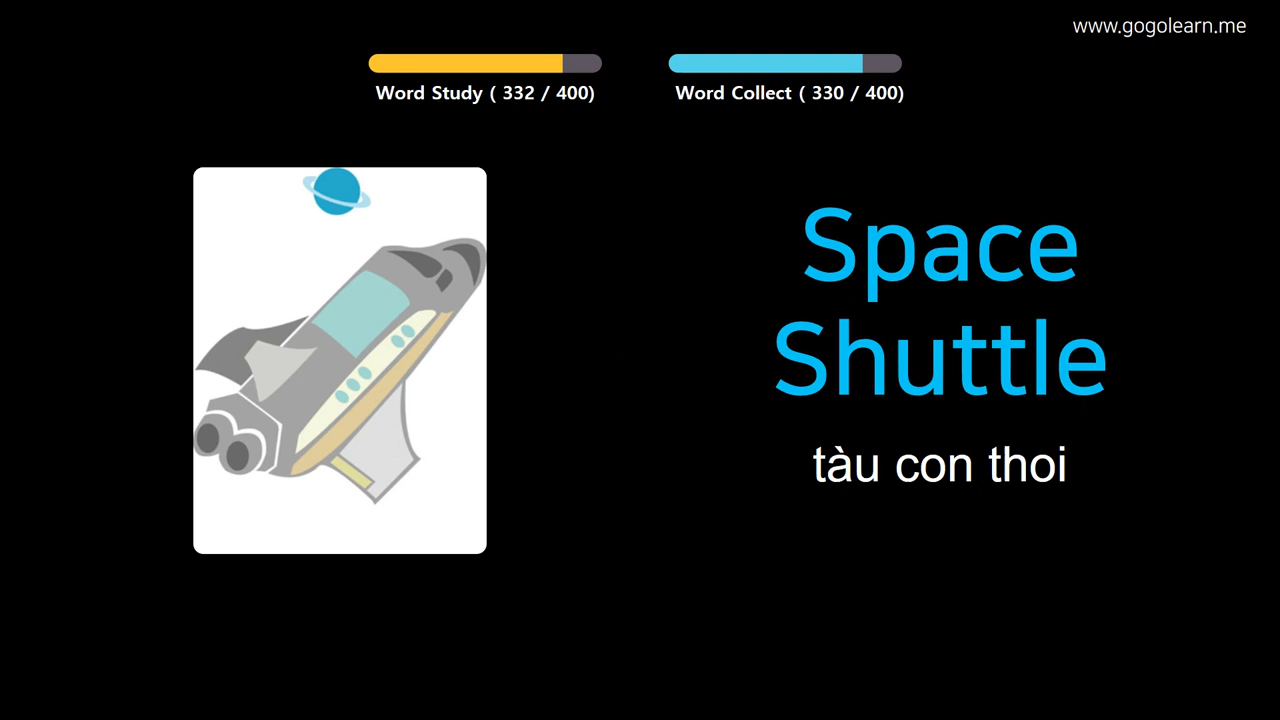 www.gogolearn.me
Word Study ( 332 / 400)
Word Collect ( 330 / 400)
Space
Shuttle
tàu con thoi